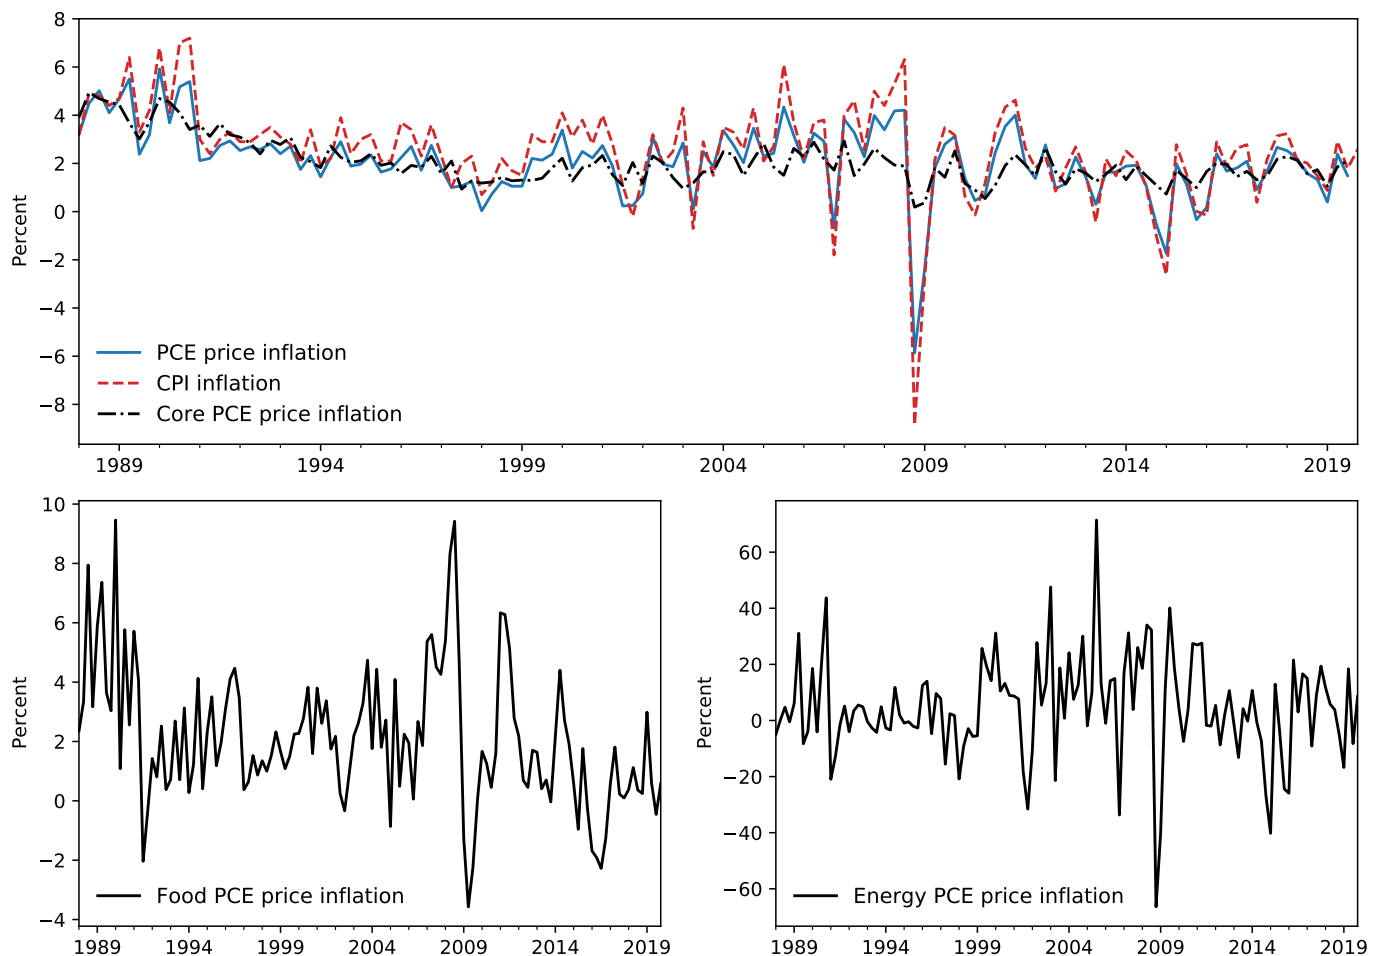 8
6
4
2
0
−2
−4
−6
−8
Percent
PCE price inflation
CPI inflation
Core PCE price inflation
1989 1994 1999 2004 2009 2014 2019
10
8
6
4
2
0
−2
−4
Percent
Food PCE price inflation
1989 1994 1999 2004 2009 2014 2019
60
40
20
0
−20
−40
−60
Percent
Energy PCE price inflation
1989 1994 1999 2004 2009 2014 2019